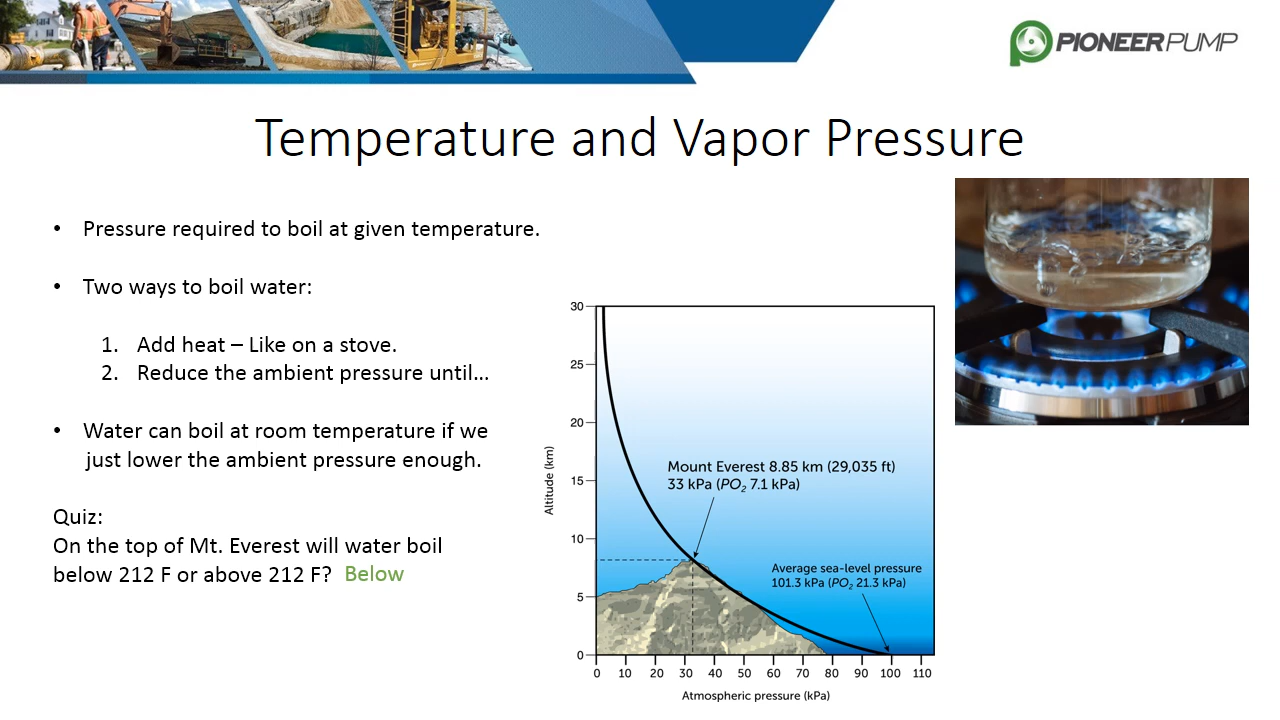 PIONEERPUMP
Temperature and Vapor Pressure
• Pressure required to boil at given temperature.
• Two ways to boil water:
1. Add heat – Like on a stove.
2. Reduce the ambient pressure until…
• Water can boil at room temperature if we
just lower the ambient pressure enough.
Quiz:
On the top of Mt. Everest will water boil
below 212 F or above 212 F? Below
30
25
20
15
10
5
0
Altitude (km)
Mount Everest 8.85 km (29,035 ft)
33 kPa (PO2 7.1 kPa)
Average sea-level pressure
101.3 kPa (PO2 21.3 kPa)
0 10 20 30 40 50 60 70 80 90 100 110
Atmospheric pressure (kPa)